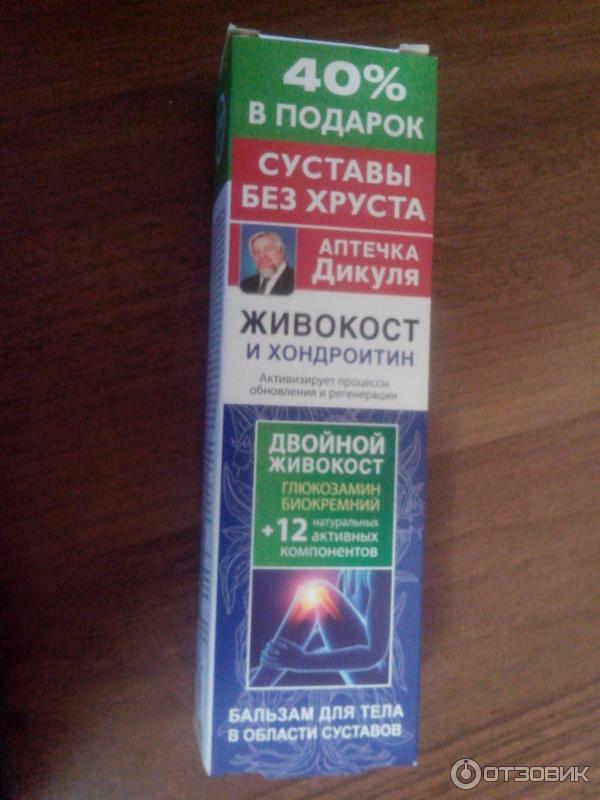 40%
В ПОДАРОК
СУСТАВЫ
БЕЗ ХРУСТА
АПТЕЧКА
Дикуля
ЖИВОКОСТ
И ХОНДРОИТИН
Активизирует процессы
обновления и регенерации
ДВОЙНОЙ
ЖИВОКОСТ
ГЛЮКОЗАМИН
БИОКРЕМНИЙ
+12 натуральных
активных
компонентов
БАЛЬЗАМ ДЛЯ ТЕЛА
В ОБЛАСТИ СУСТАВОВ
ОТЗОВИК